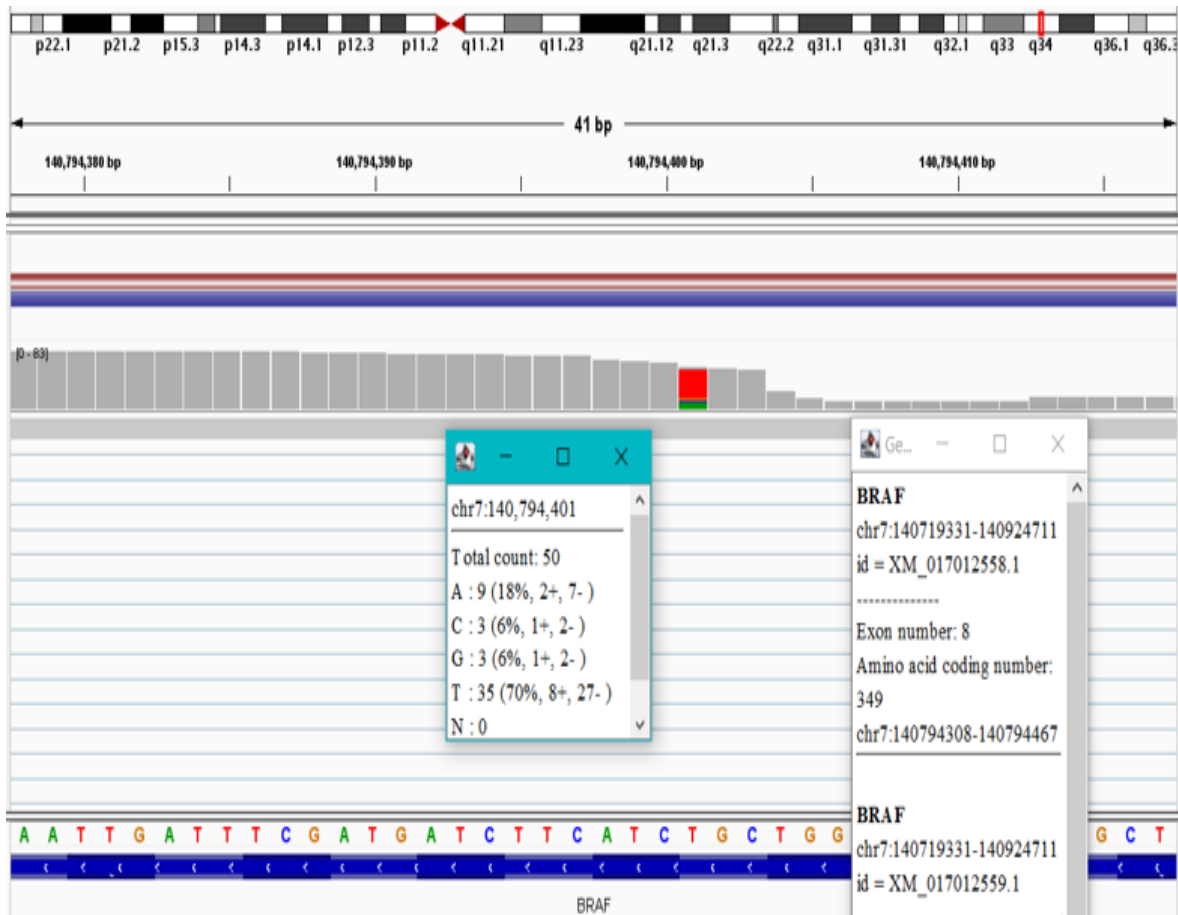 p22.1 p21.2 p15.3 p14.3 p14.1 p12.3 p11.2 q11.21 q11.23 q21.12 q21.3 q22.2 q31.1 q31.31 q32.1 q33 q34 q36.1 q36.3
41 bp
140,794,380 bp 140,794,390 bp 140,794,400 bp 140,794,410 bp
[0 - 83]
chr7:140,794,401
Total count: 50
A : 9 (18%, 2+, 7- )
C : 3 (6%, 1+, 2- )
G : 3 (6%, 1+, 2- )
T : 35 (70%, 8+, 27- )
N : 0
Ge...
BRAF
chr7:140719331-140924711
id = XM_017012558.1
--------------
Exon number: 8
Amino acid coding number:
349
chr7:140794308-140794467
BRAF
chr7:140719331-140924711
id = XM_017012559.1
A A T T G A T T T C G A T G A T C T T C A T C T G C T G G G C T
BRAF